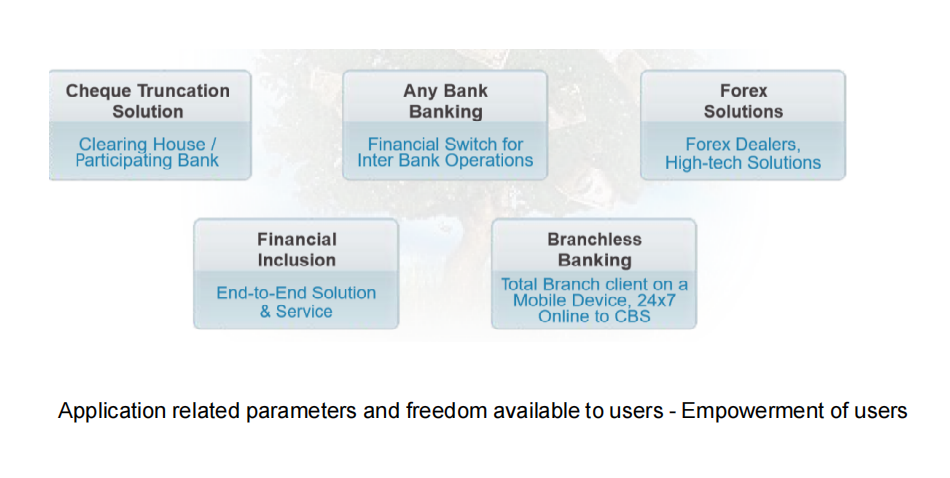 Cheque Truncation
Solution
Clearing House /
Participating Bank
Any Bank
Banking
Financial Switch for
Inter Bank Operations
Forex
Solutions
Forex Dealers,
High-tech Solutions
Financial
Inclusion
End-to-End Solution
& Service
Branchless
Banking
Total Branch client on a
Mobile Device, 24x7
Online to CBS
Application related parameters and freedom available to users - Empowerment of users